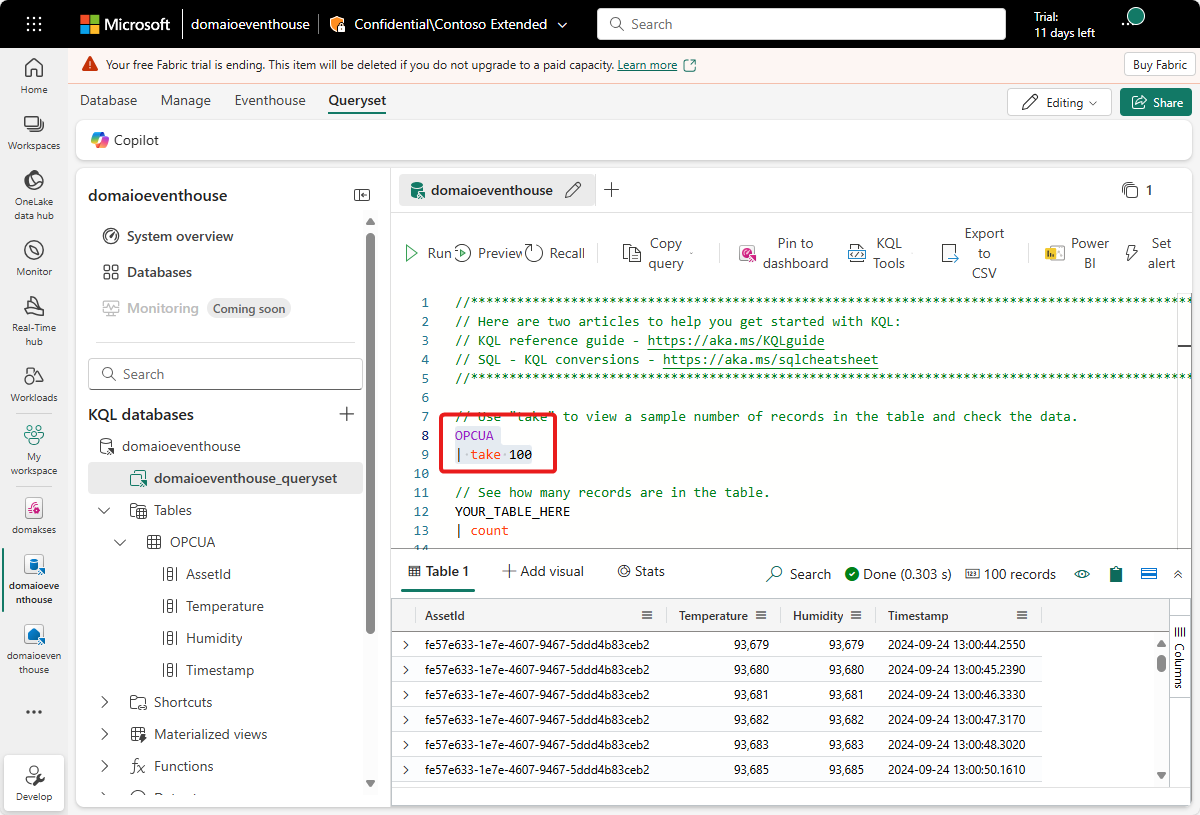 Microsoft
domaioeventhouse
Confidential\Contoso Extended
Search
Trial:
11 days left
Your free Fabric trial is ending. This item will be deleted if you do not upgrade to a paid capacity. Learn more
Buy Fabric
Home
Workspaces
OneLake
data hub
Monitor
Real-Time
hub
Workloads
My
workspace
domakses
domaioeve
nthouse
domaioeven
thouse
Develop
Database
Manage
Eventhouse
Queryset
Editing
Share
Copilot
domaioeventhouse
System overview
Databases
Monitoring
Coming soon
Search
KQL databases
domaioeventhouse
domaioeventhouse_queryset
Tables
OPCUA
AssetId
Temperature
Humidity
Timestamp
Shortcuts
Materialized views
Functions
domaioeventhouse
1
Run
Preview
Recall
Copy
query
Pin to
dashboard
KQL
Tools
Export
to
CSV
Power
BI
Set
alert
1 //**********************************************************************************************
2 // Here are two articles to help you get started with KQL:
3 // KQL reference guide - https://aka.ms/KQLguide
4 // SQL - KQL conversions - https://aka.ms/sqlcheatsheet
5 //**********************************************************************************************
6
7 // Use "take" to view a sample number of records in the table and check the data.
8 OPCUA
9 | take 100
10
11 // See how many records are in the table.
12 YOUR_TABLE_HERE
13 | count
14
Table 1
Add visual
Stats
Search
Done (0.303 s)
100 records
AssetId Temperature Humidity Timestamp
fe57e633-1e7e-4607-9467-5ddd4b83ceb2 93,679 93,679 2024-09-24 13:00:44.2550
fe57e633-1e7e-4607-9467-5ddd4b83ceb2 93,680 93,680 2024-09-24 13:00:45.2390
fe57e633-1e7e-4607-9467-5ddd4b83ceb2 93,681 93,681 2024-09-24 13:00:46.3330
fe57e633-1e7e-4607-9467-5ddd4b83ceb2 93,682 93,682 2024-09-24 13:00:47.3170
fe57e633-1e7e-4607-9467-5ddd4b83ceb2 93,683 93,683 2024-09-24 13:00:48.3020
fe57e633-1e7e-4607-9467-5ddd4b83ceb2 93,685 93,685 2024-09-24 13:00:50.1610
Columns